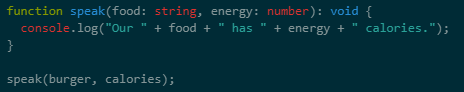 function speak(food: string, energy: number): void {
  console.log("Our " + food + " has " + energy + " calories.");
}

speak(burger, calories);